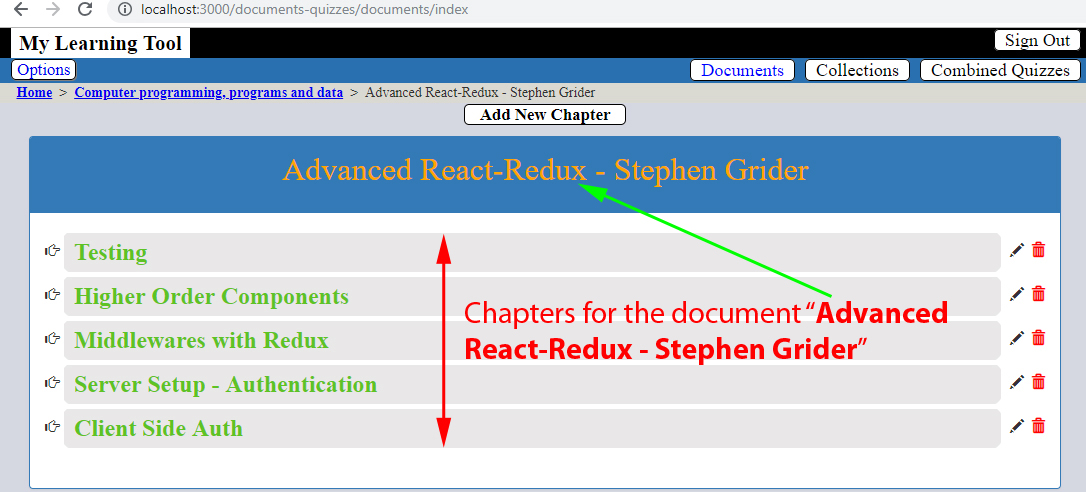 localhost:3000/documents-quizzes/documents/index
My Learning Tool
Sign Out
Options
Documents
Collections
Combined Quizzes
Home > Computer programming, programs and data > Advanced React-Redux - Stephen Grider
Add New Chapter
Advanced React-Redux - Stephen Grider
Testing
Higher Order Components
Middlewares with Redux
Server Setup - Authentication
Client Side Auth
Chapters for the document “Advanced
React-Redux - Stephen Grider”